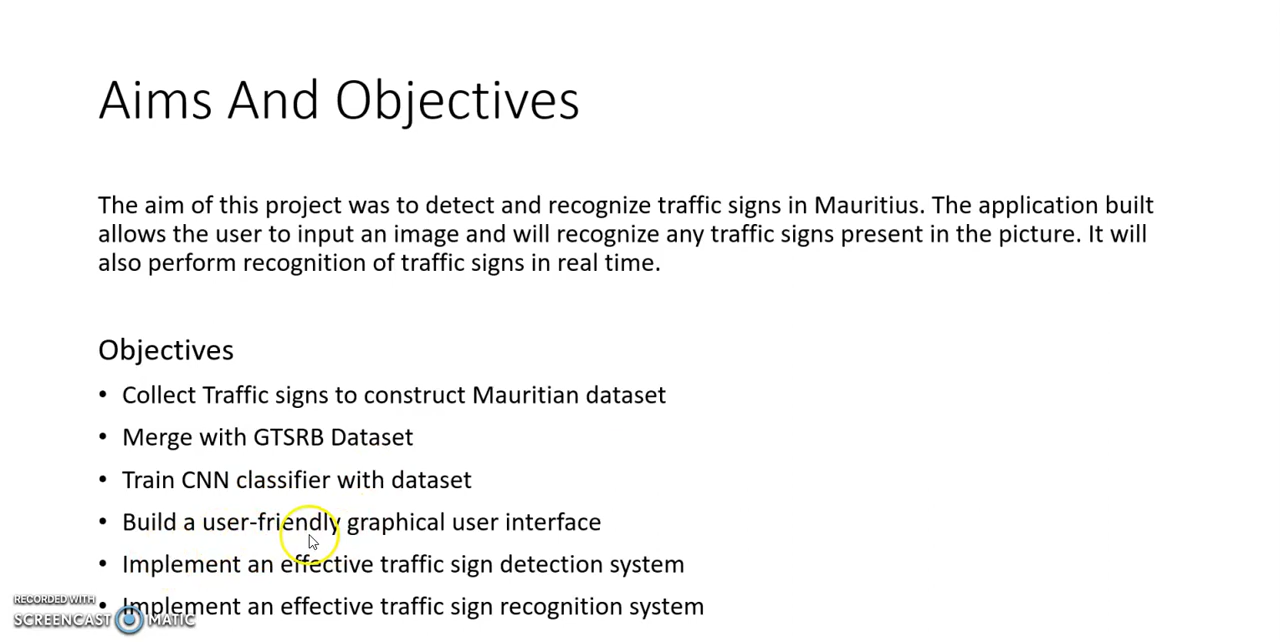 Aims And Objectives
The aim of this project was to detect and recognize traffic signs in Mauritius. The application built
allows the user to input an image and will recognize any traffic signs present in the picture. It will
also perform recognition of traffic signs in real time.
Objectives
• Collect Traffic signs to construct Mauritian dataset
• Merge with GTSRB Dataset
• Train CNN classifier with dataset
• Build a user-friendly graphical user interface
• Implement an effective traffic sign detection system
• Implement an effective traffic sign recognition system
RECORDED WITH
SCREENCAST MATIC